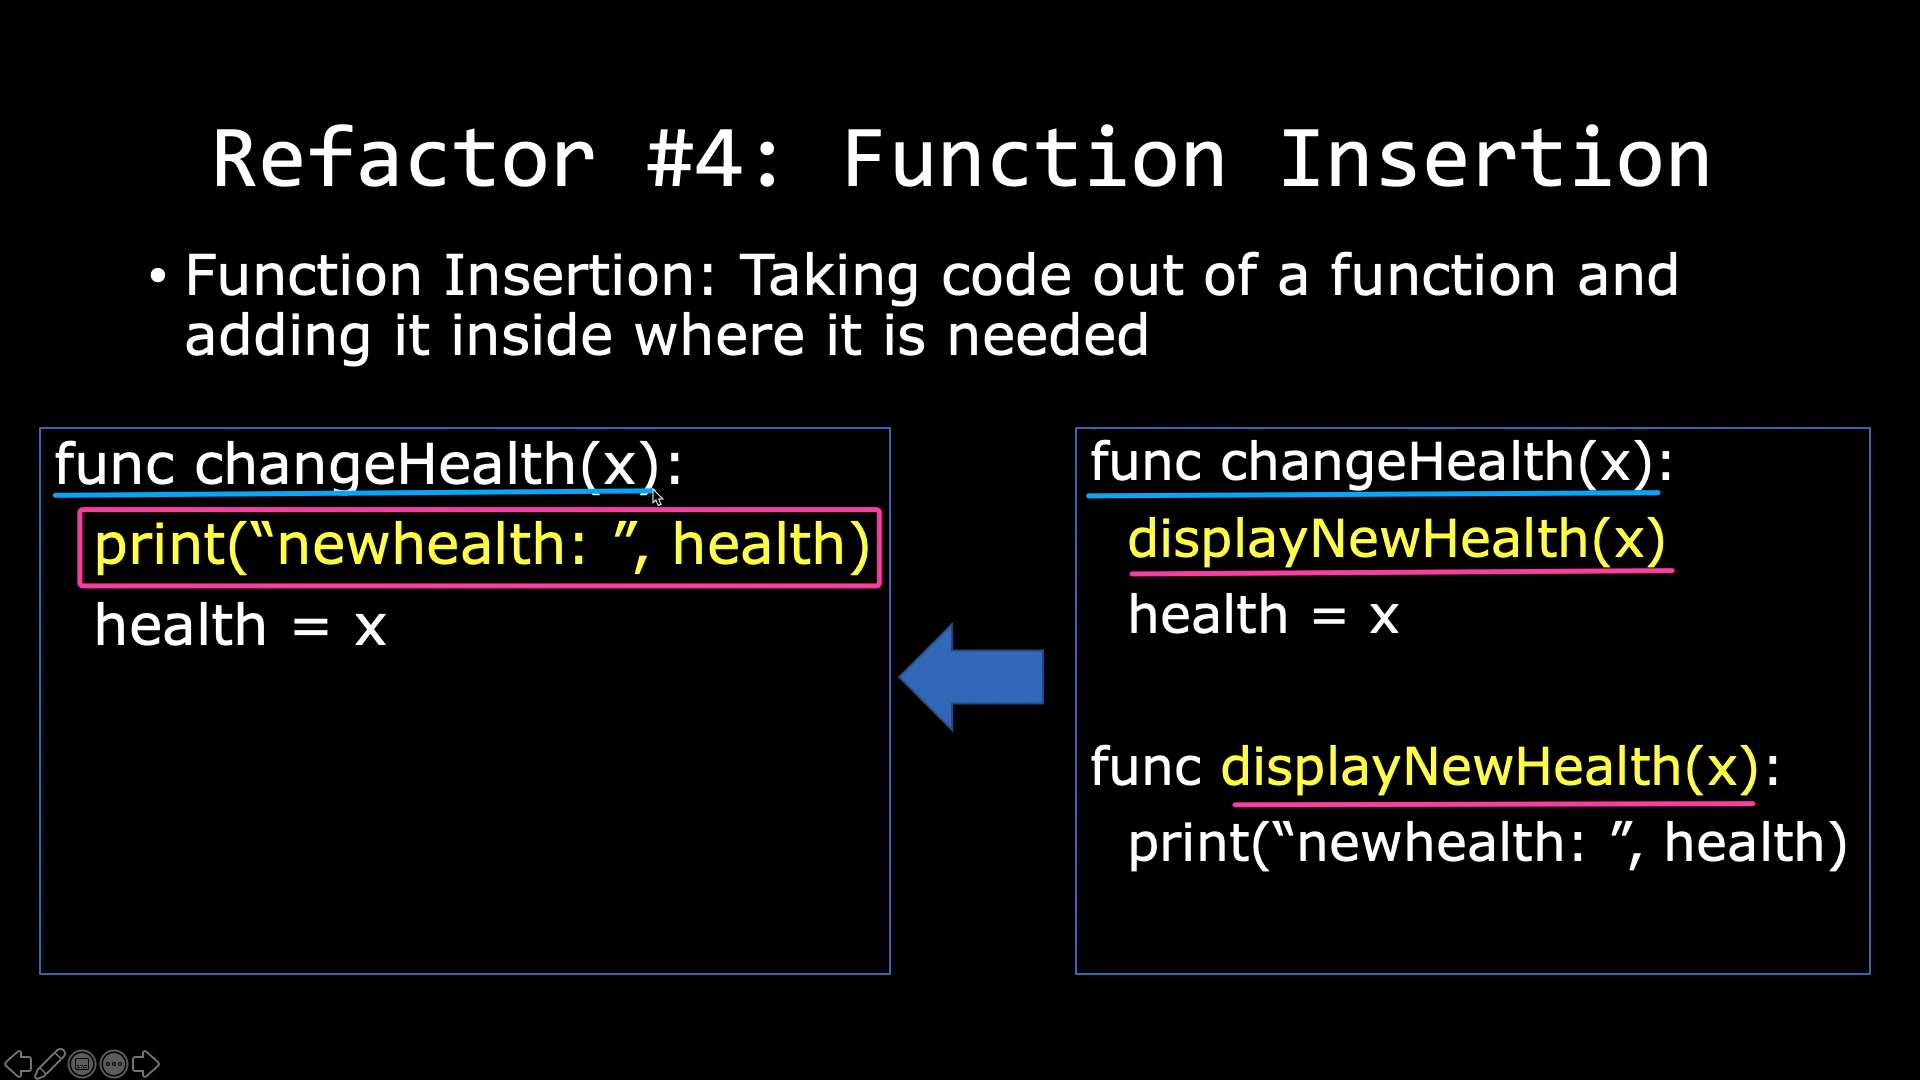 Refactor #4: Function Insertion
• Function Insertion: Taking code out of a function and
adding it inside where it is needed
func changeHealth(x):
print(“newhealth: ”, health)
health = x
func changeHealth(x):
displayNewHealth(x)
health = x
func displayNewHealth(x):
print(“newhealth: ”, health)